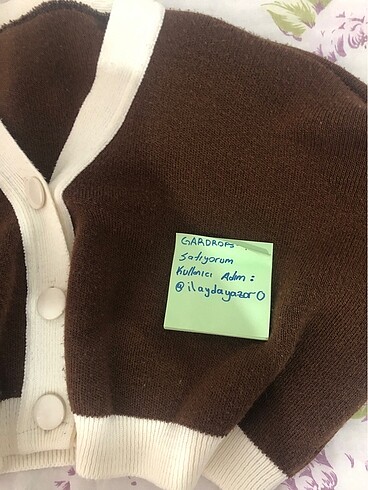 GARDROPS
Satıyorum
Kullanıcı Adım :
@ilaydayazar0